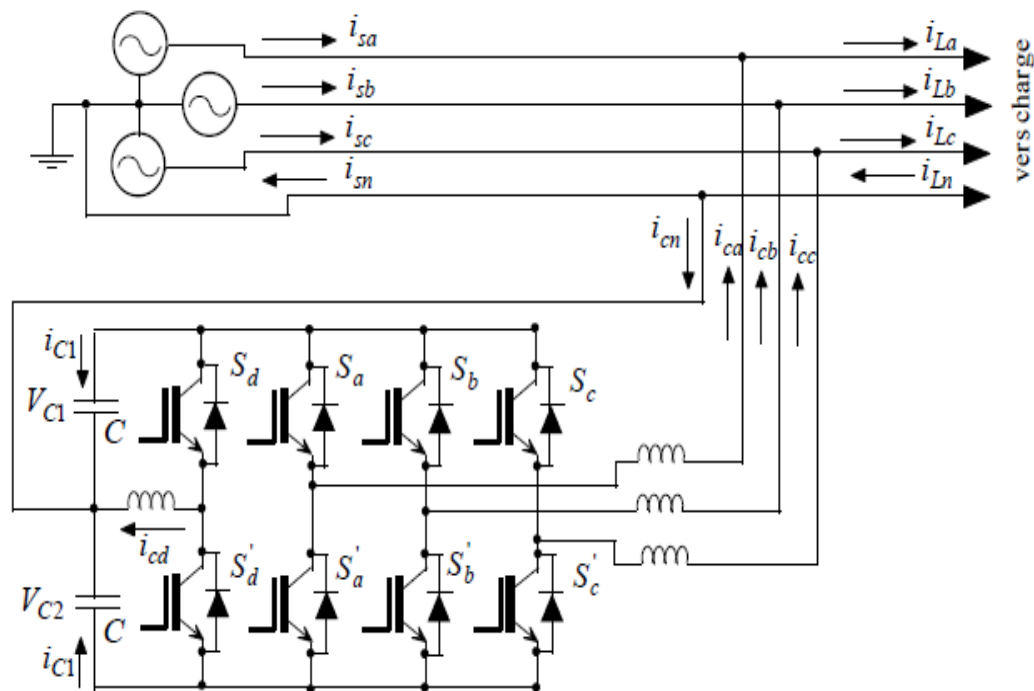 i_sa
i_La
i_sb
i_Lb
i_sc
i_Lc
i_sn
i_Ln
vers charge
i_cn
i_ca
i_cb
i_cc
i_C1
S_d
S_a
S_b
S_c
V_C1
C
i_cd
S'_d
S'_a
S'_b
S'_c
V_C2
C
i_C1